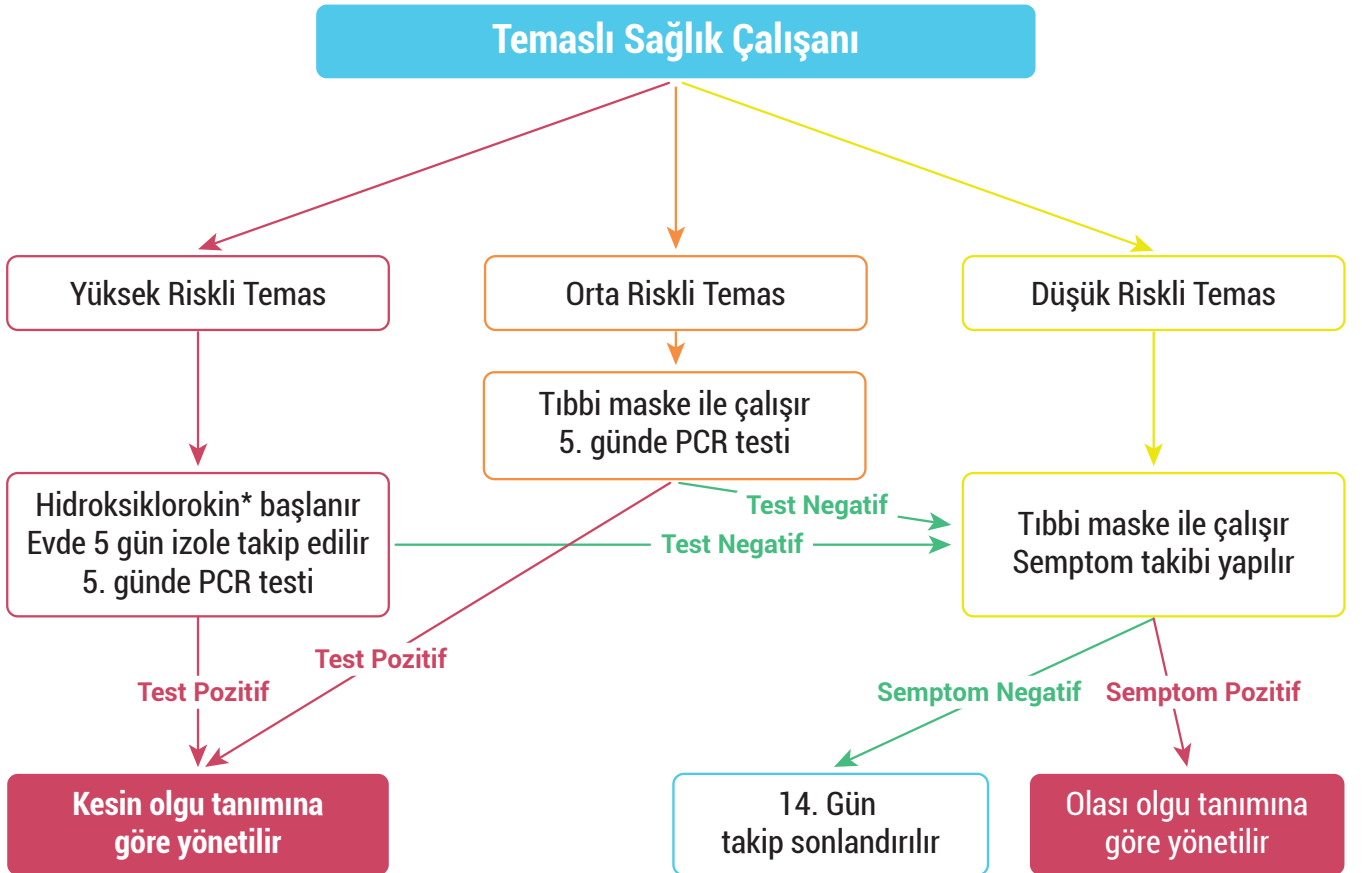 Temaslı Sağlık Çalışanı
Yüksek Riskli Temas
Orta Riskli Temas
Düşük Riskli Temas
Tıbbi maske ile çalışır
5. günde PCR testi
Hidroksiklorokin* başlanır
Evde 5 gün izole takip edilir
5. günde PCR testi
Test Negatif
Test Negatif
Tıbbi maske ile çalışır
Semptom takibi yapılır
Test Pozitif
Test Pozitif
Semptom Negatif
Semptom Pozitif
Kesin olgu tanımına
göre yönetilir
14. Gün
takip sonlandırılır
Olası olgu tanımına
göre yönetilir